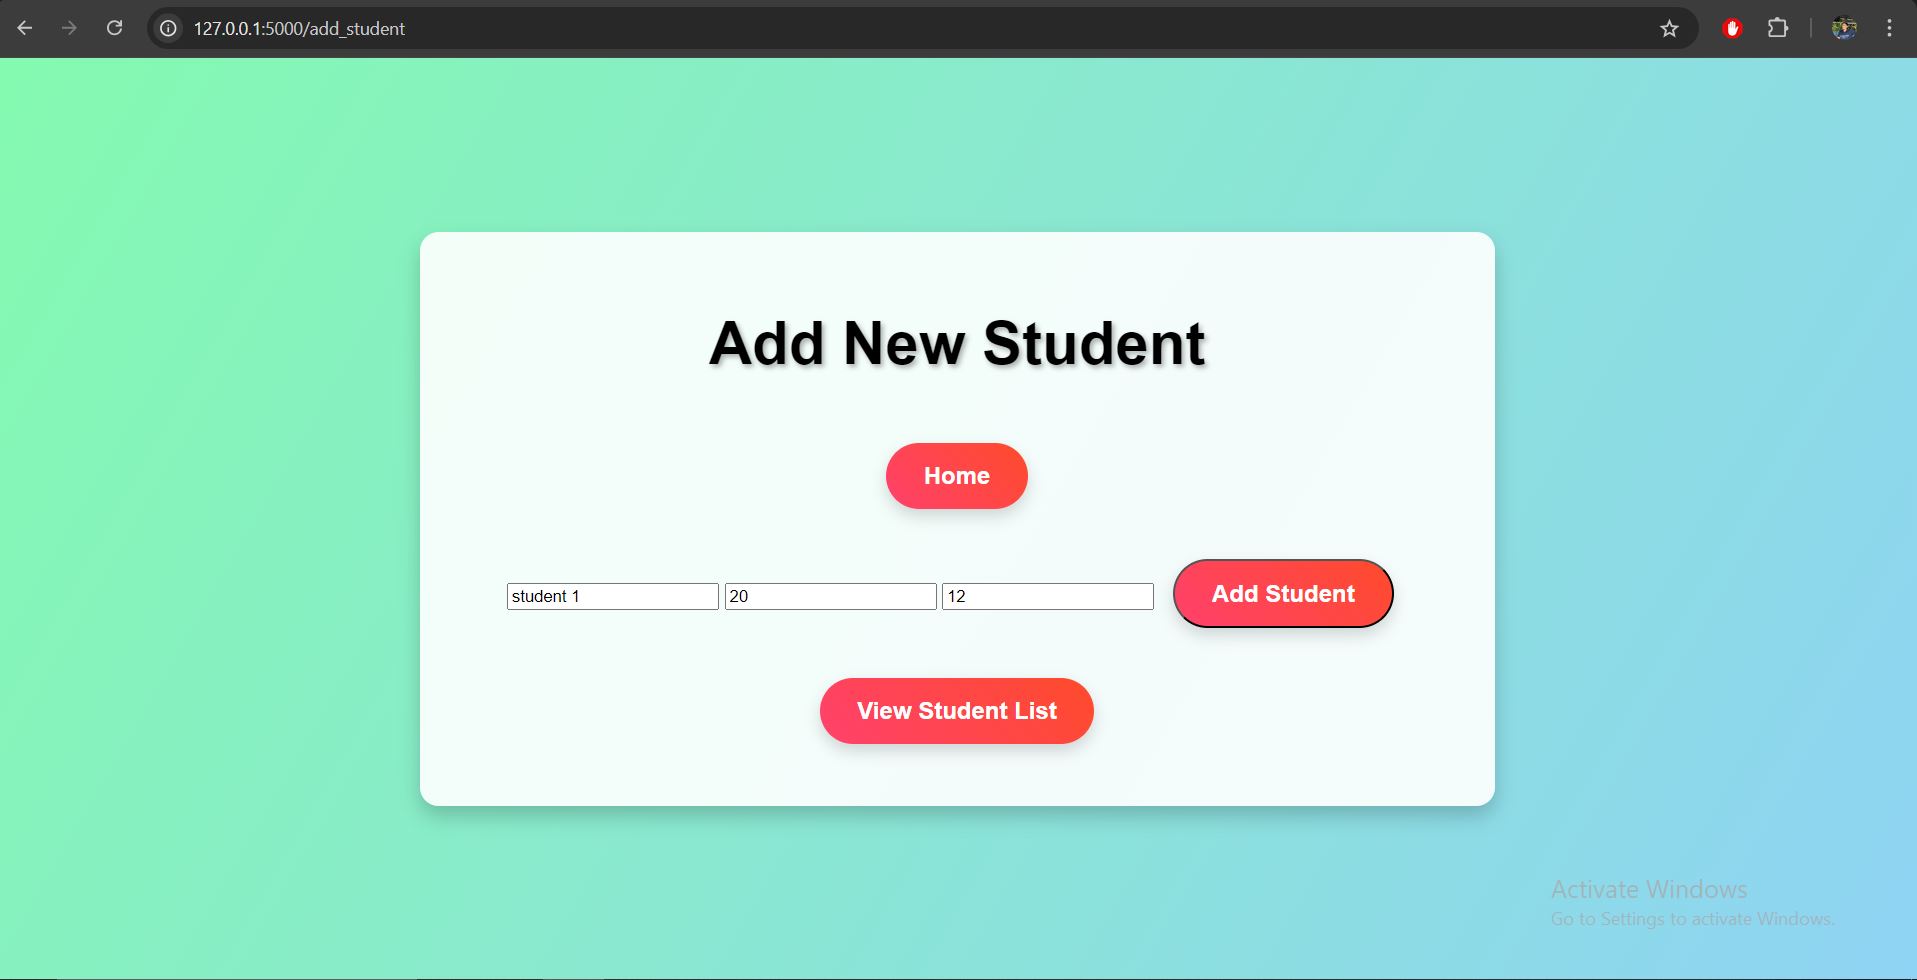 127.0.0.1:5000/add_student
Add New Student
Home
student 1 20 12 Add Student
View Student List
Activate Windows
Go to Settings to activate Windows.